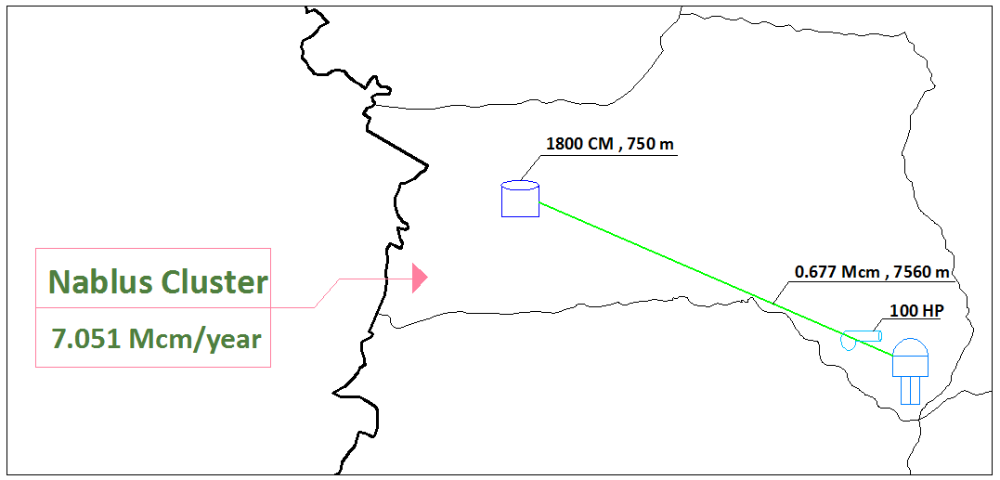 1800 CM , 750 m
Nablus Cluster
7.051 Mcm/year
0.677 Mcm , 7560 m
100 HP